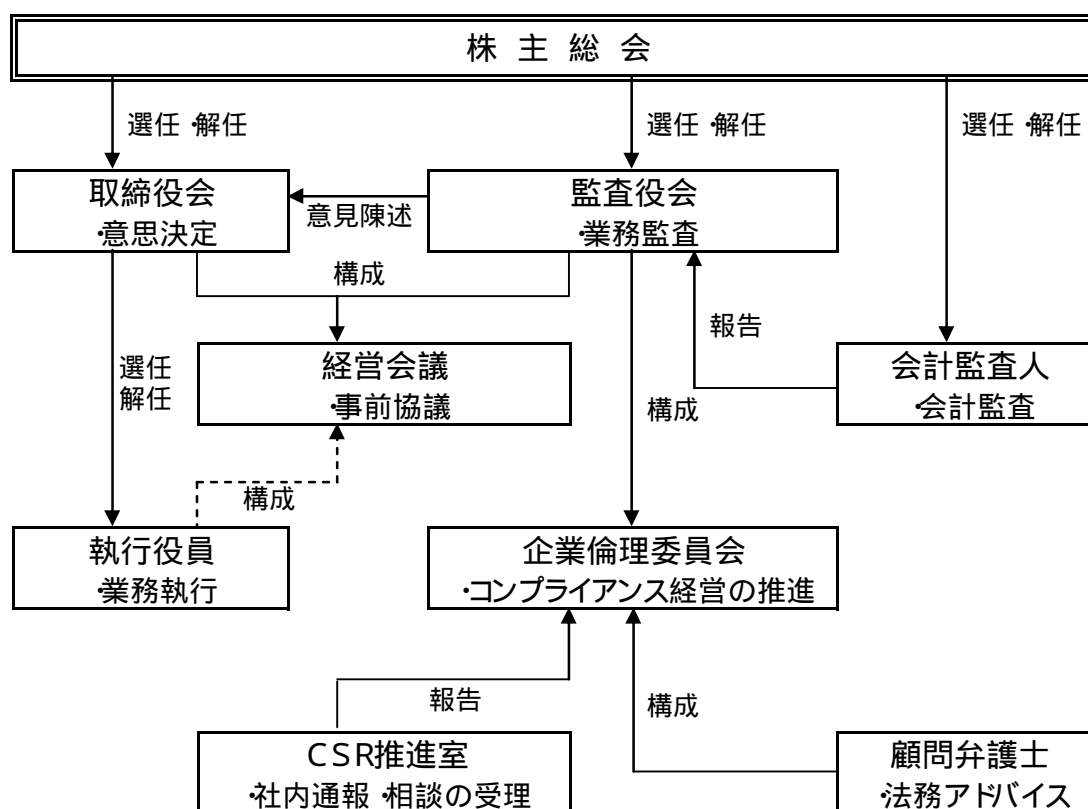 株主総会
選任・解任
選任・解任
選任・解任
取締役会
・意思決定
意見陳述
監査役会
・業務監査
構成
報告
選任
解任
経営会議
・事前協議
構成
会計監査人
・会計監査
構成
執行役員
・業務執行
企業倫理委員会
・コンプライアンス経営の推進
報告
構成
CSR推進室
・社内通報・相談の受理
顧問弁護士
・法務アドバイス